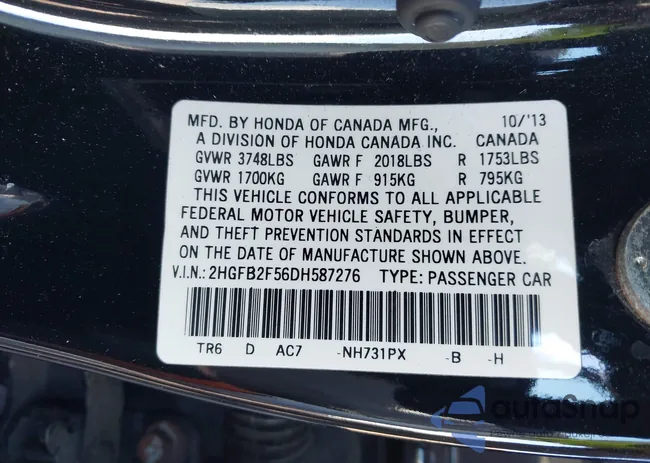 MFD. BY HONDA OF CANADA MFG., 10/'13
A DIVISION OF HONDA CANADA INC. CANADA
GVWR 3748LBS GAWR F 2018LBS R 1753LBS
GVWR 1700KG GAWR F 915KG R 795KG
THIS VEHICLE CONFORMS TO ALL APPLICABLE
FEDERAL MOTOR VEHICLE SAFETY, BUMPER,
AND THEFT PREVENTION STANDARDS IN EFFECT
ON THE DATE OF MANUFACTURE SHOWN ABOVE.
V.I.N.: 2HGFB2F56DH587276 TYPE: PASSENGER CAR
TR6 D AC7 -NH731PX -B -H
autoSnap